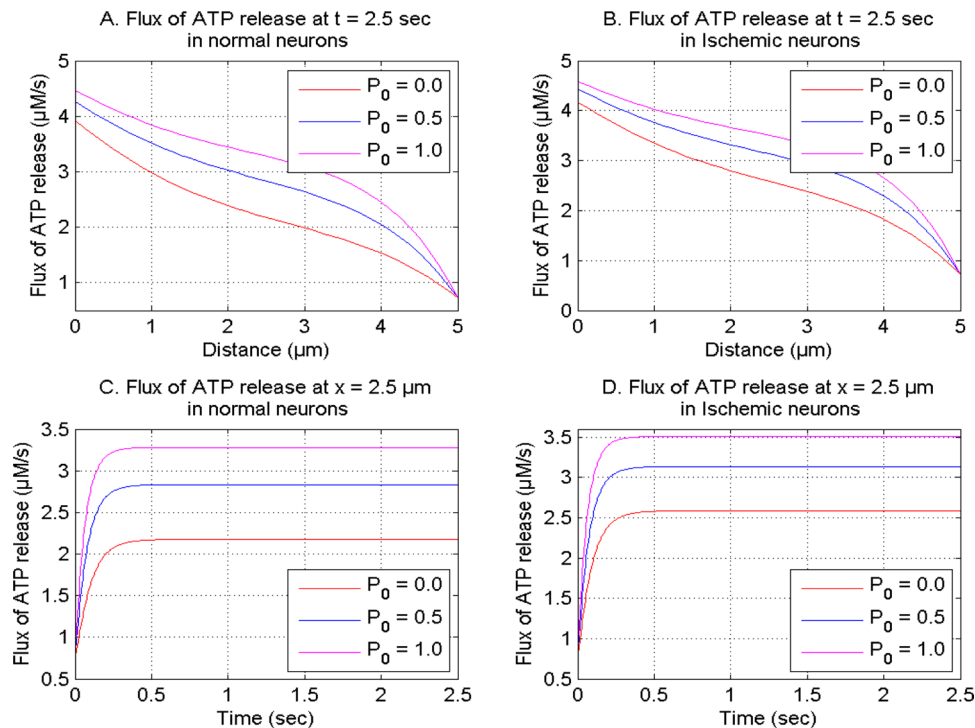 A. Flux of ATP release at t = 2.5 sec
in normal neurons
Flux of ATP release (µM/s)
5
4
3
2
1
P0 = 0.0
P0 = 0.5
P0 = 1.0
0 1 2 3 4 5
Distance (µm)
B. Flux of ATP release at t = 2.5 sec
in Ischemic neurons
Flux of ATP release (µM/s)
5
4
3
2
1
0
P0 = 0.0
P0 = 0.5
P0 = 1.0
0 1 2 3 4 5
Distance (µm)
C. Flux of ATP release at x = 2.5 µm
in normal neurons
Flux of ATP release (µM/s)
3.5
3
2.5
2
1.5
1
0.5
P0 = 0.0
P0 = 0.5
P0 = 1.0
0 0.5 1 1.5 2 2.5
Time (sec)
D. Flux of ATP release at x = 2.5 µm
in Ischemic neurons
Flux of ATP release (µM/s)
3.5
3
2.5
2
1.5
1
0.5
P0 = 0.0
P0 = 0.5
P0 = 1.0
0 0.5 1 1.5 2 2.5
Time (sec)